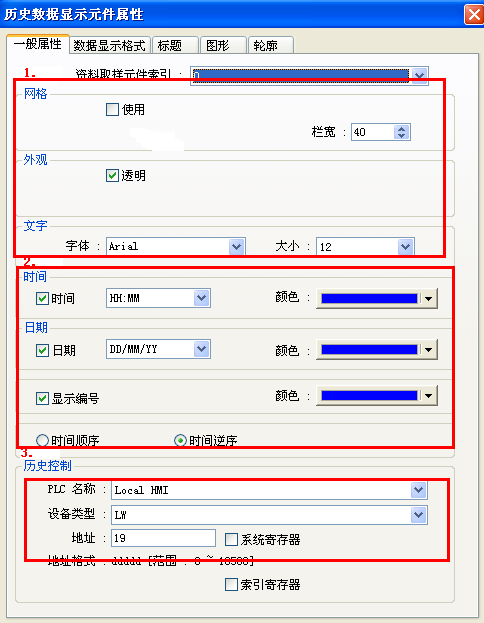 历史数据显示元件属性
一般属性 数据显示格式 标题 图形 轮廓
1. 资料取样元件索引 : 0
网格
使用
栏宽 : 40
外观
透明
文字
字体 : Arial 大小 : 12
2.
时间
时间 HH:MM 颜色 :
日期
日期 DD/MM/YY 颜色 :
显示编号 颜色 :
时间顺序 时间逆序
3.
历史控制
PLC 名称 : Local HMI
设备类型 : LW
地址 : 19 系统寄存器
地址格式 : ddddd [范围 : 0 ~ 10500]
索引寄存器